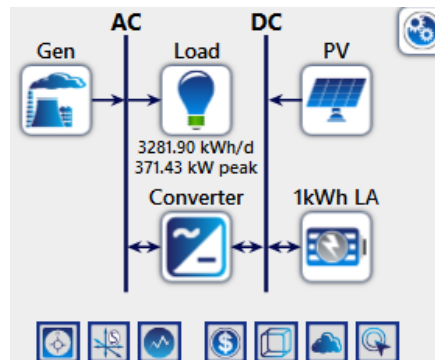 AC DC
Gen Load PV
3281.90 kWh/d
371.43 kW peak
Converter 1kWh LA